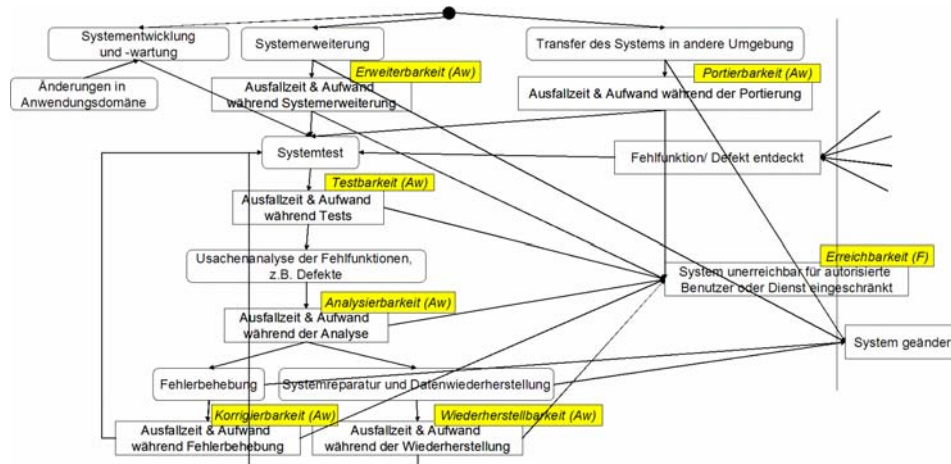 Systementwicklung
und -wartung
Systemerweiterung
Transfer des Systems in andere Umgebung
Änderungen in
Anwendungsdomäne
Erweiterbarkeit (Aw)
Ausfallzeit & Aufwand
während Systemerweiterung
Portierbarkeit (Aw)
Ausfallzeit & Aufwand während der Portierung
Systemtest
Fehlfunktion/ Defekt entdeckt
Testbarkeit (Aw)
Ausfallzeit & Aufwand
während Tests
Usachenanalyse der Fehlfunktionen,
z.B. Defekte
Erreichbarkeit (F)
System unerreichbar für autorisierte
Benutzer oder Dienst eingeschränkt
Analysierbarkeit (Aw)
Ausfallzeit & Aufwand
während der Analyse
System geänder
Fehlerbehebung
Systemreparatur und Datenwiederherstellung
Korrigierbarkeit (Aw)
Ausfallzeit & Aufwand
während Fehlerbehebung
Wiederherstellbarkeit (Aw)
Ausfallzeit & Aufwand
während der Wiederherstellung